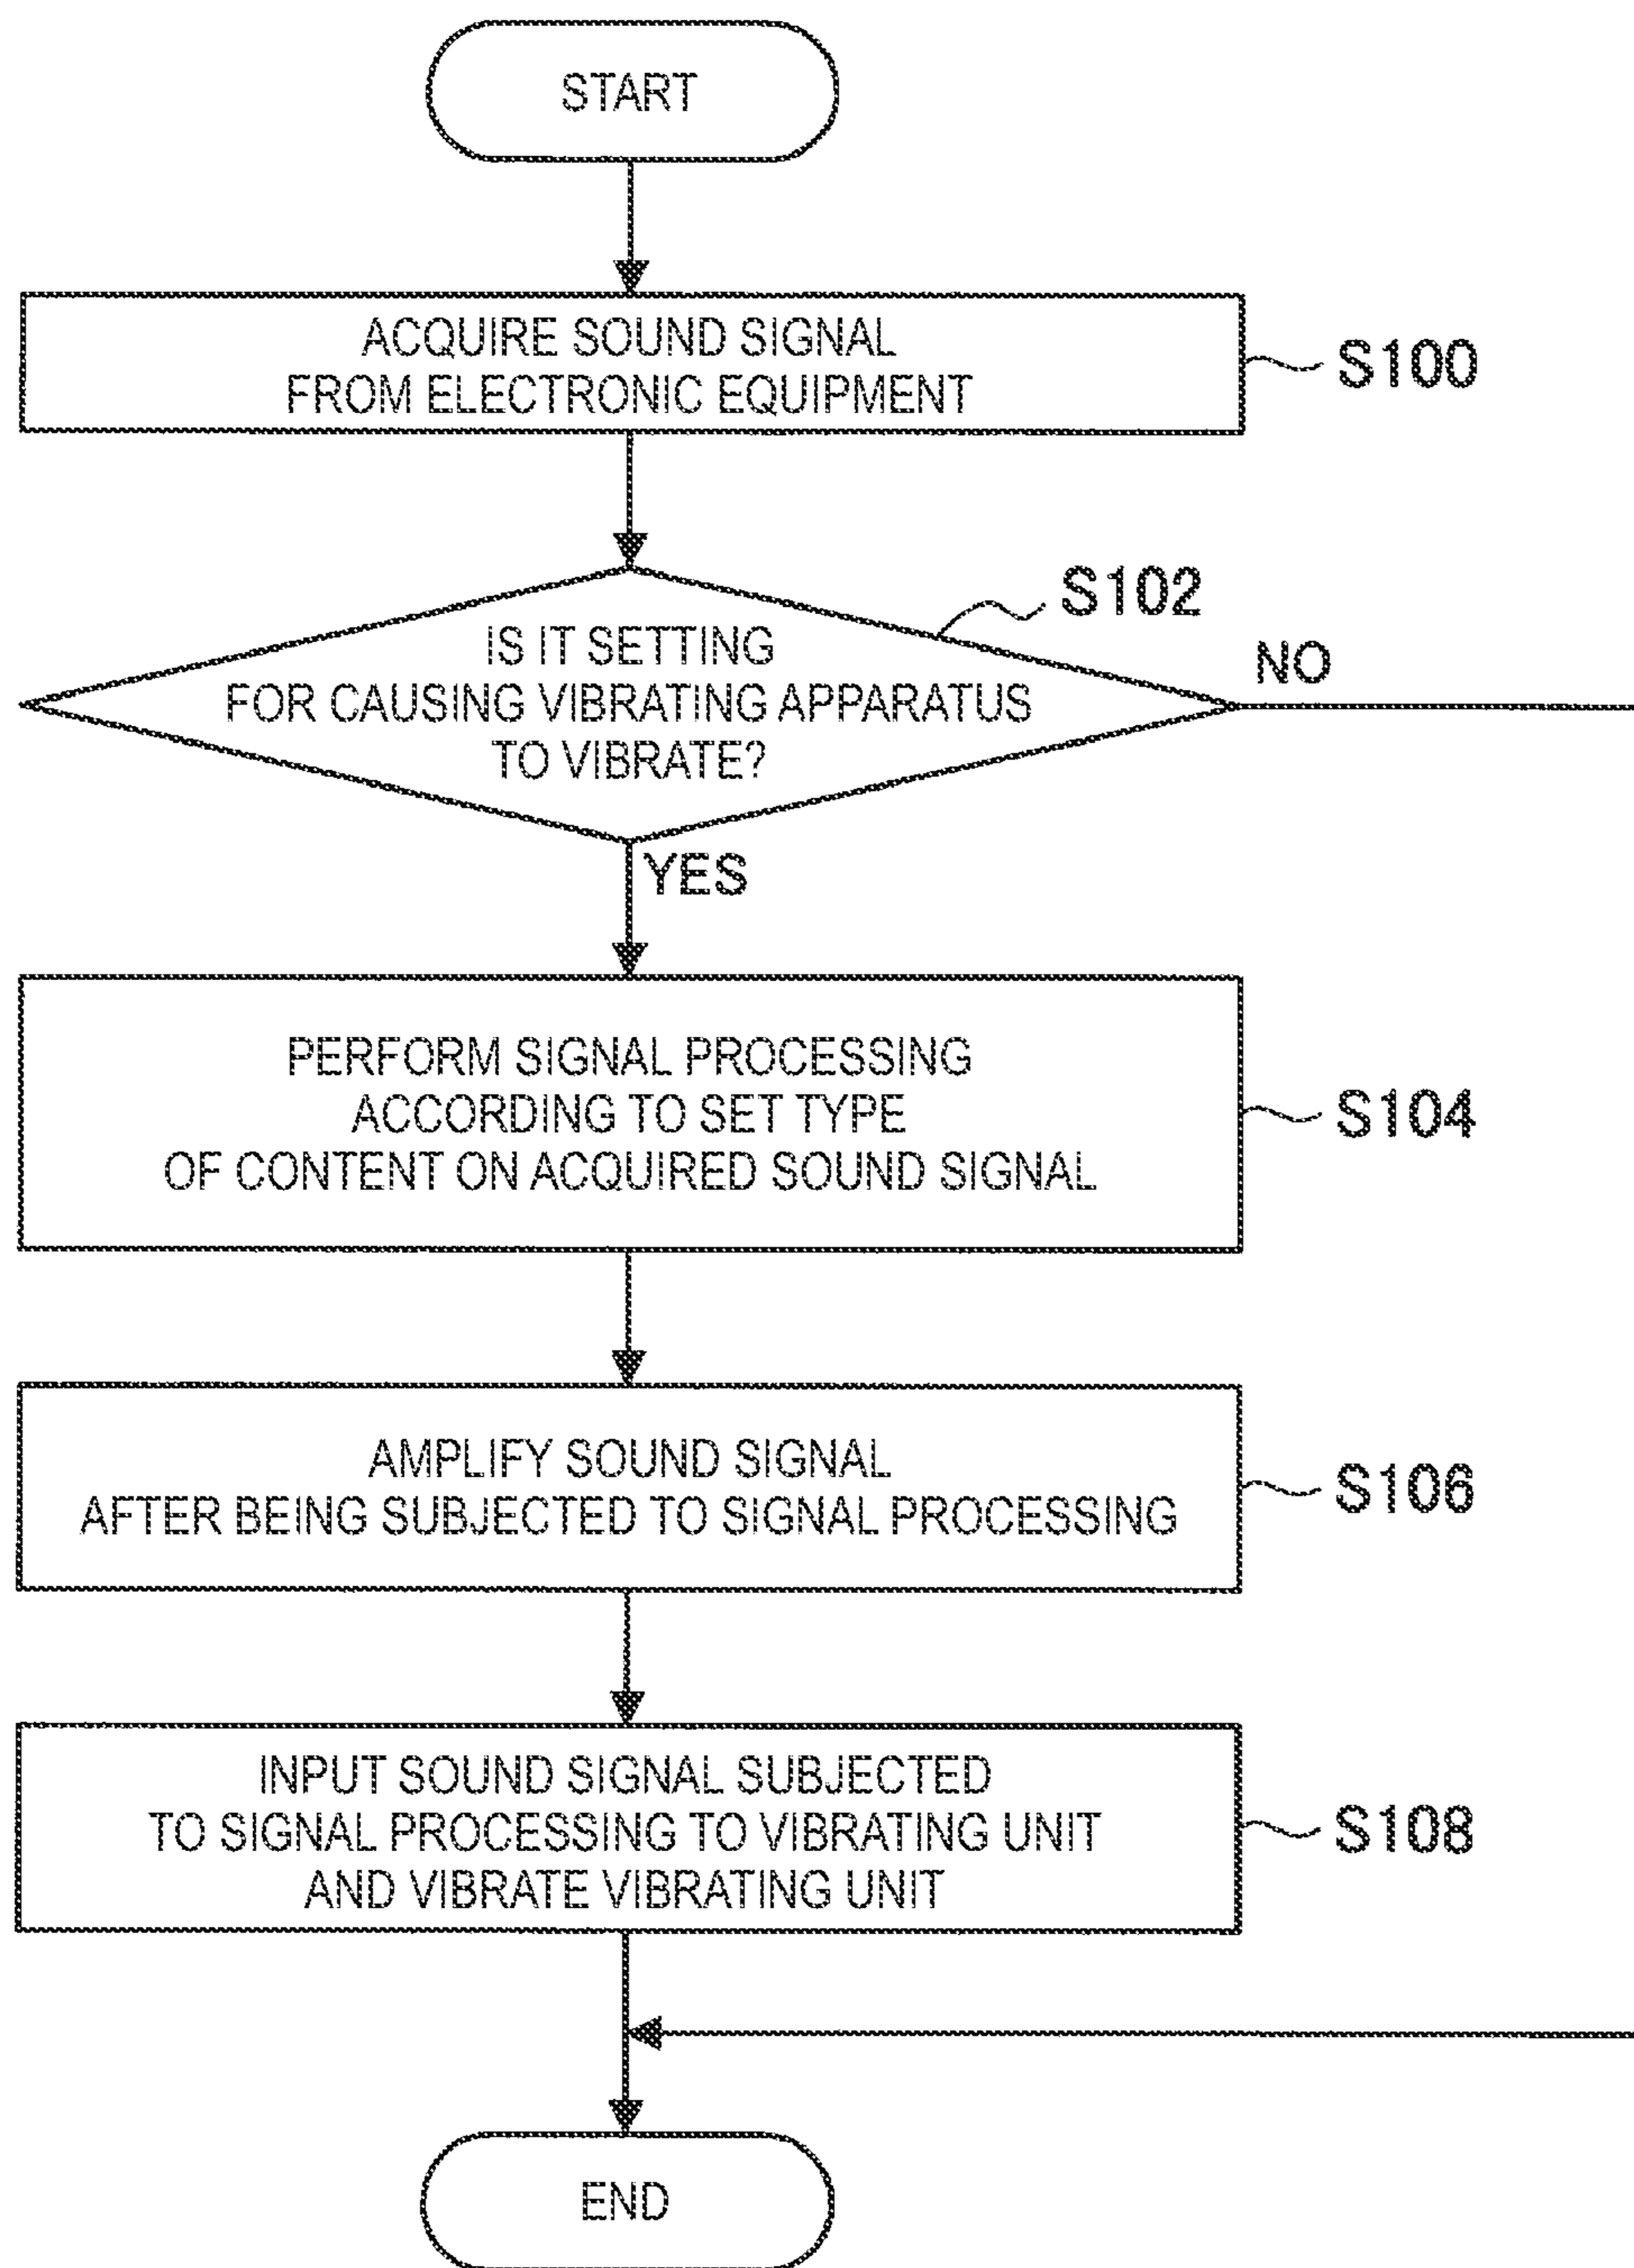 START
ACQUIRE SOUND SIGNAL
FROM ELECTRONIC EQUIPMENT
S100
S102
IS IT SETTING
FOR CAUSING VIBRATING APPARATUS
TO VIBRATE?
NO
YES
PERFORM SIGNAL PROCESSING
ACCORDING TO SET TYPE
OF CONTENT ON ACQUIRED SOUND SIGNAL
S104
AMPLIFY SOUND SIGNAL
AFTER BEING SUBJECTED TO SIGNAL PROCESSING
S106
INPUT SOUND SIGNAL SUBJECTED
TO SIGNAL PROCESSING TO VIBRATING UNIT
AND VIBRATE VIBRATING UNIT
S108
END